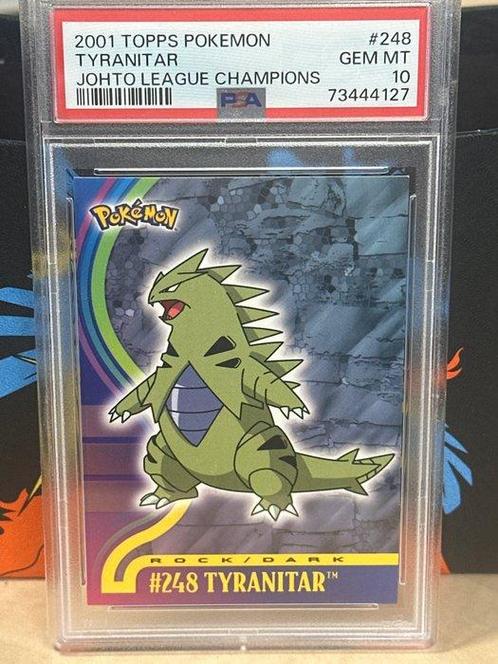 2001 TOPPS POKEMON #248
TYRANITAR GEM MT
JOHTO LEAGUE CHAMPIONS 10
PSA 73444127
POKéMON
ROCK/DARK
#248 TYRANITAR™